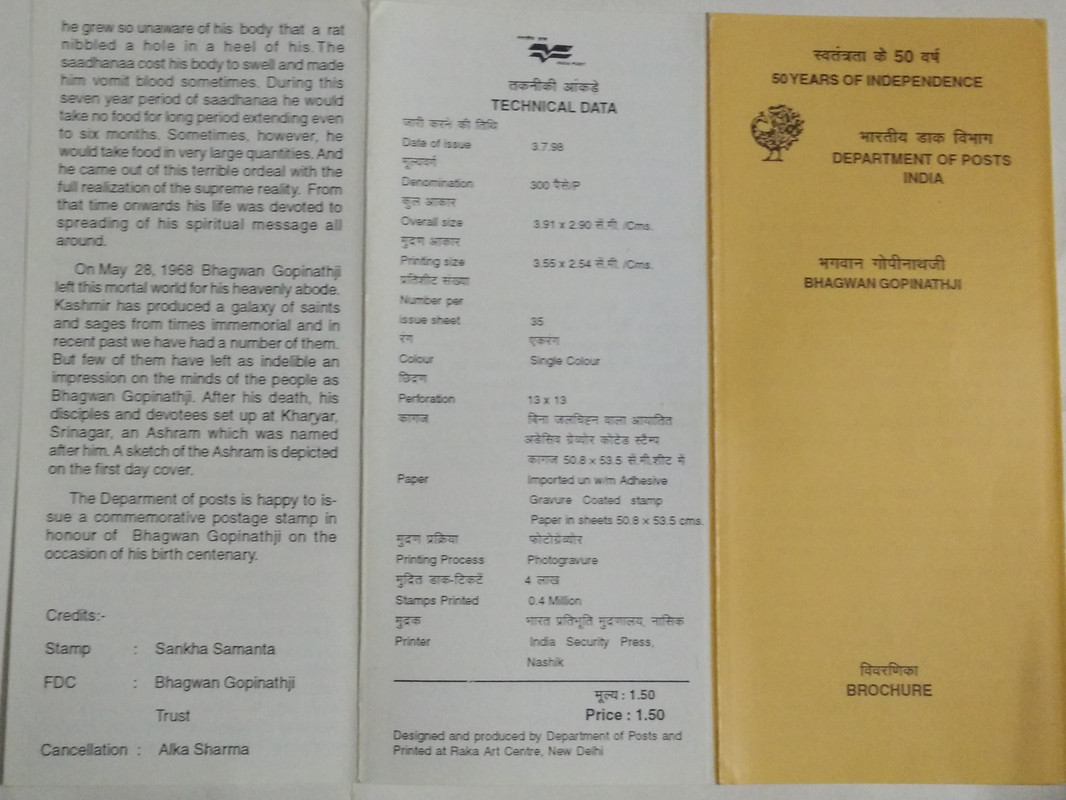 he grew so unaware of his body that a rat
nibbled a hole in a heel of his.The
saadhanaa cost his body to swell and made
him vomit blood sometimes. During this
seven year period of saadhanaa he would
take no food for long period extending even
to six months. Sometimes, however, he
would take food in very large quantities. And
he came out of this terrible ordeal with the
full realization of the supreme reality. From
that time onwards his life was devoted to
spreading of his spiritual message all
around.
On May 28, 1968 Bhagwan Gopinathji
left this mortal world for his heavenly abode.
Kashmir has produced a galaxy of saints
and sages from times immemorial and in
recent past we have had a number of them.
But few of them have left as indelible an
impression on the minds of the people as
Bhagwan Gopinathji. After his death, his
disciples and devotees set up at Kharyar,
Srinagar, an Ashram which was named
after him. A sketch of the Ashram is depicted
on the first day cover.
The Deparment of posts is happy to is-
sue a commemorative postage stamp in
honour of Bhagwan Gopinathji on the
occasion of his birth centenary.
Credits:-
Stamp : Sankha Samanta
FDC : Bhagwan Gopinathji
Trust
Cancellation : Alka Sharma
तकनीकी आंकडे
TECHNICAL DATA
जारी करने की तिथि
Date of issue 3.7.98
मूल्यवर्ग
Denomination 300 पैसे/P
कुल आकार
Overall size 3.91 x 2.90 सें.मी. /Cms.
मुद्रण आकार
Printing size 3.55 x 2.54 सें.मी. /Cms.
प्रतिशीट संख्या
Number per
issue sheet 35
रंग एकरंग
Colour Single Colour
छिद्रण
Perforation 13 x 13
कागज बिना जलचिह्न वाला आयातित
अडेसिव ग्रेव्योर कोटेड स्टैम्प
कागज 50.8 x 53.5 सें.मी.शीट में
Paper Imported un w/m Adhesive
Gravure Coated stamp
Paper in sheets 50.8 x 53.5 cms.
मुद्रण प्रक्रिया फोटोग्रेव्योर
Printing Process Photogravure
मुद्रित डाक-टिकटें 4 लाख
Stamps Printed 0.4 Million
मुद्रक भारत प्रतिभूति मुद्रणालय, नासिक
Printer India Security Press,
Nashik
मूल्य : 1.50
Price : 1.50
Designed and produced by Department of Posts and
Printed at Raka Art Centre, New Delhi
स्वतंत्रता के 50 वर्ष
50 YEARS OF INDEPENDENCE
भारतीय डाक विभाग
DEPARTMENT OF POSTS
INDIA
भगवान गोपीनाथजी
BHAGWAN GOPINATHJI
विवरणिका
BROCHURE